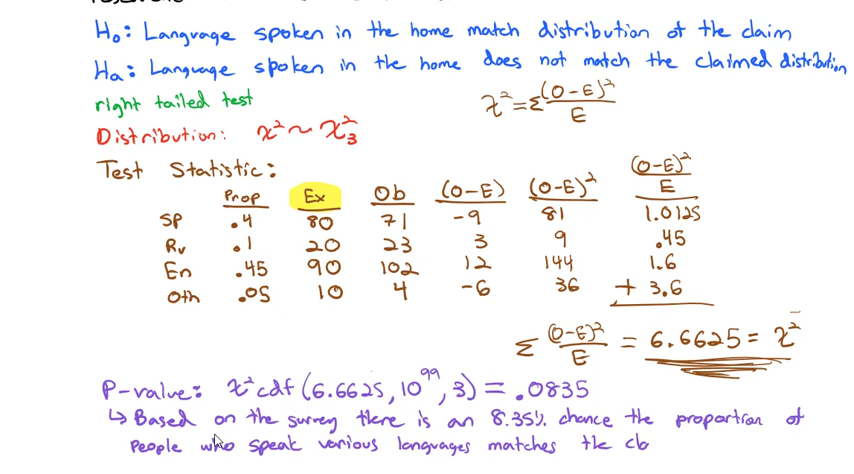 H₀: Language spoken in the home match distribution of the claim
Hₐ: Language spoken in the home does not match the claimed distribution
right tailed test
χ² = Σ (O-E)² / E
Distribution: χ² ~ χ²₃
Test Statistic:
Prop Ex Ob (O-E) (O-E)² (O-E)²/E
SP .4 80 71 -9 81 1.0125
Ru .1 20 23 3 9 .45
En .45 90 102 12 144 1.6
Oth .05 10 4 -6 36 + 3.6
Σ (O-E)²/E = 6.6625 = χ²
P-value: χ²cdf (6.6625, 10⁹⁹, 3) = .0835
↳ Based on the survey there is an 8.35% chance the proportion of
people who speak various languages matches the cla